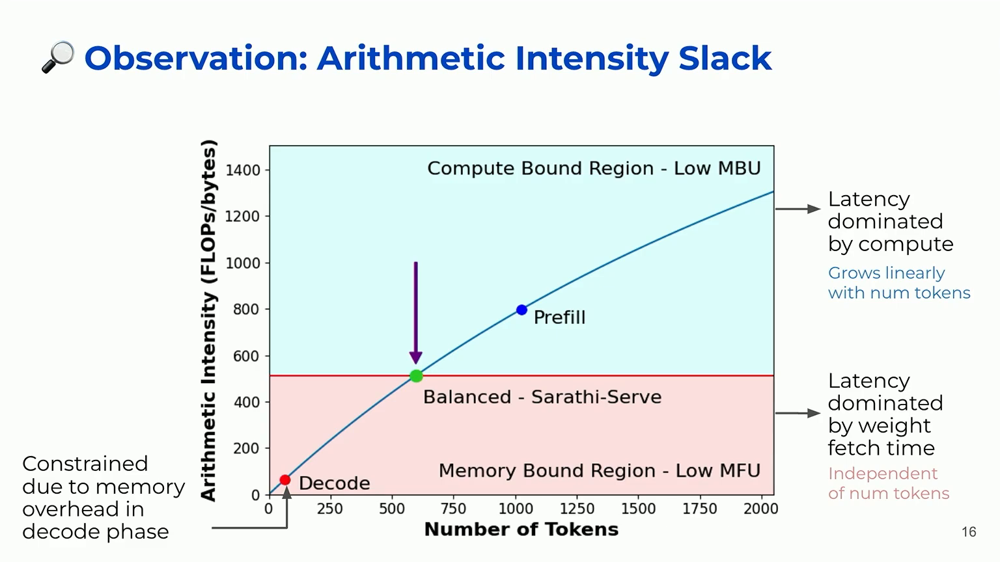 Observation: Arithmetic Intensity Slack
Arithmetic Intensity (FLOPs/bytes)
1400
1200
1000
800
600
400
200
0
Compute Bound Region - Low MBU
Prefill
Balanced - Sarathi-Serve
Memory Bound Region - Low MFU
Decode
0 250 500 750 1000 1250 1500 1750 2000
Number of Tokens
Latency
dominated
by compute
Grows linearly
with num tokens
Latency
dominated
by weight
fetch time
Independent
of num tokens
Constrained
due to memory
overhead in
decode phase
16